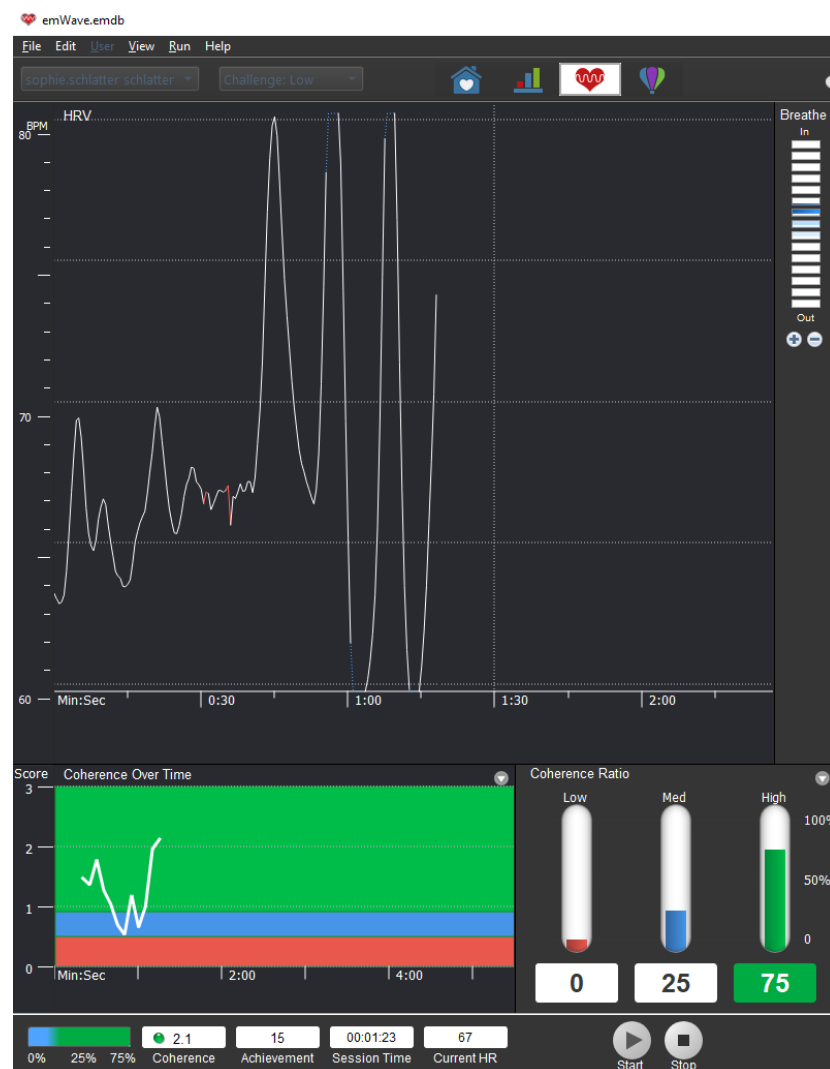 emWave.emdb
File Edit User View Run Help
sophie.schlatter schlatter Challenge: Low
HRV
BPM
80
70
60
Min:Sec 0:30 1:00 1:30 2:00
Breathe
In
Out
Score Coherence Over Time
3
2
1
0
Min:Sec 2:00 4:00
Coherence Ratio
Low Med High
100%
50%
0
0 25 75
2.1 15 00:01:23 67
0% 25% 75% Coherence Achievement Session Time Current HR
Start Stop